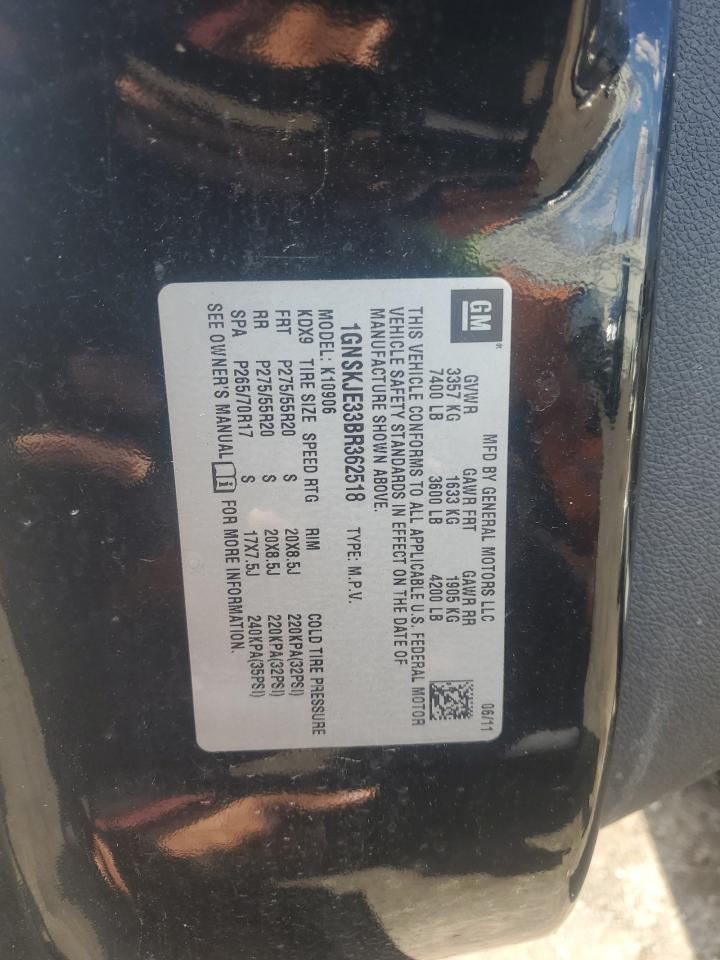 GM
MFD BY GENERAL MOTORS LLC 06/11
GVWR GAWR FRT GAWR RR
3357 KG 1633 KG 1905 KG
7400 LB 3600 LB 4200 LB
THIS VEHICLE CONFORMS TO ALL APPLICABLE U.S. FEDERAL MOTOR
VEHICLE SAFETY STANDARDS IN EFFECT ON THE DATE OF
MANUFACTURE SHOWN ABOVE.
1GNSKJE33BR362518 TYPE: M.P.V.
MODEL: K10906
KDX9 TIRE SIZE SPEED RTG RIM COLD TIRE PRESSURE
FRT P275/55R20 S 20X8.5J 220KPA(32PSI)
RR P275/55R20 S 20X8.5J 220KPA(32PSI)
SPA P265/70R17 S 17X7.5J 240KPA(35PSI)
SEE OWNER'S MANUAL i FOR MORE INFORMATION.